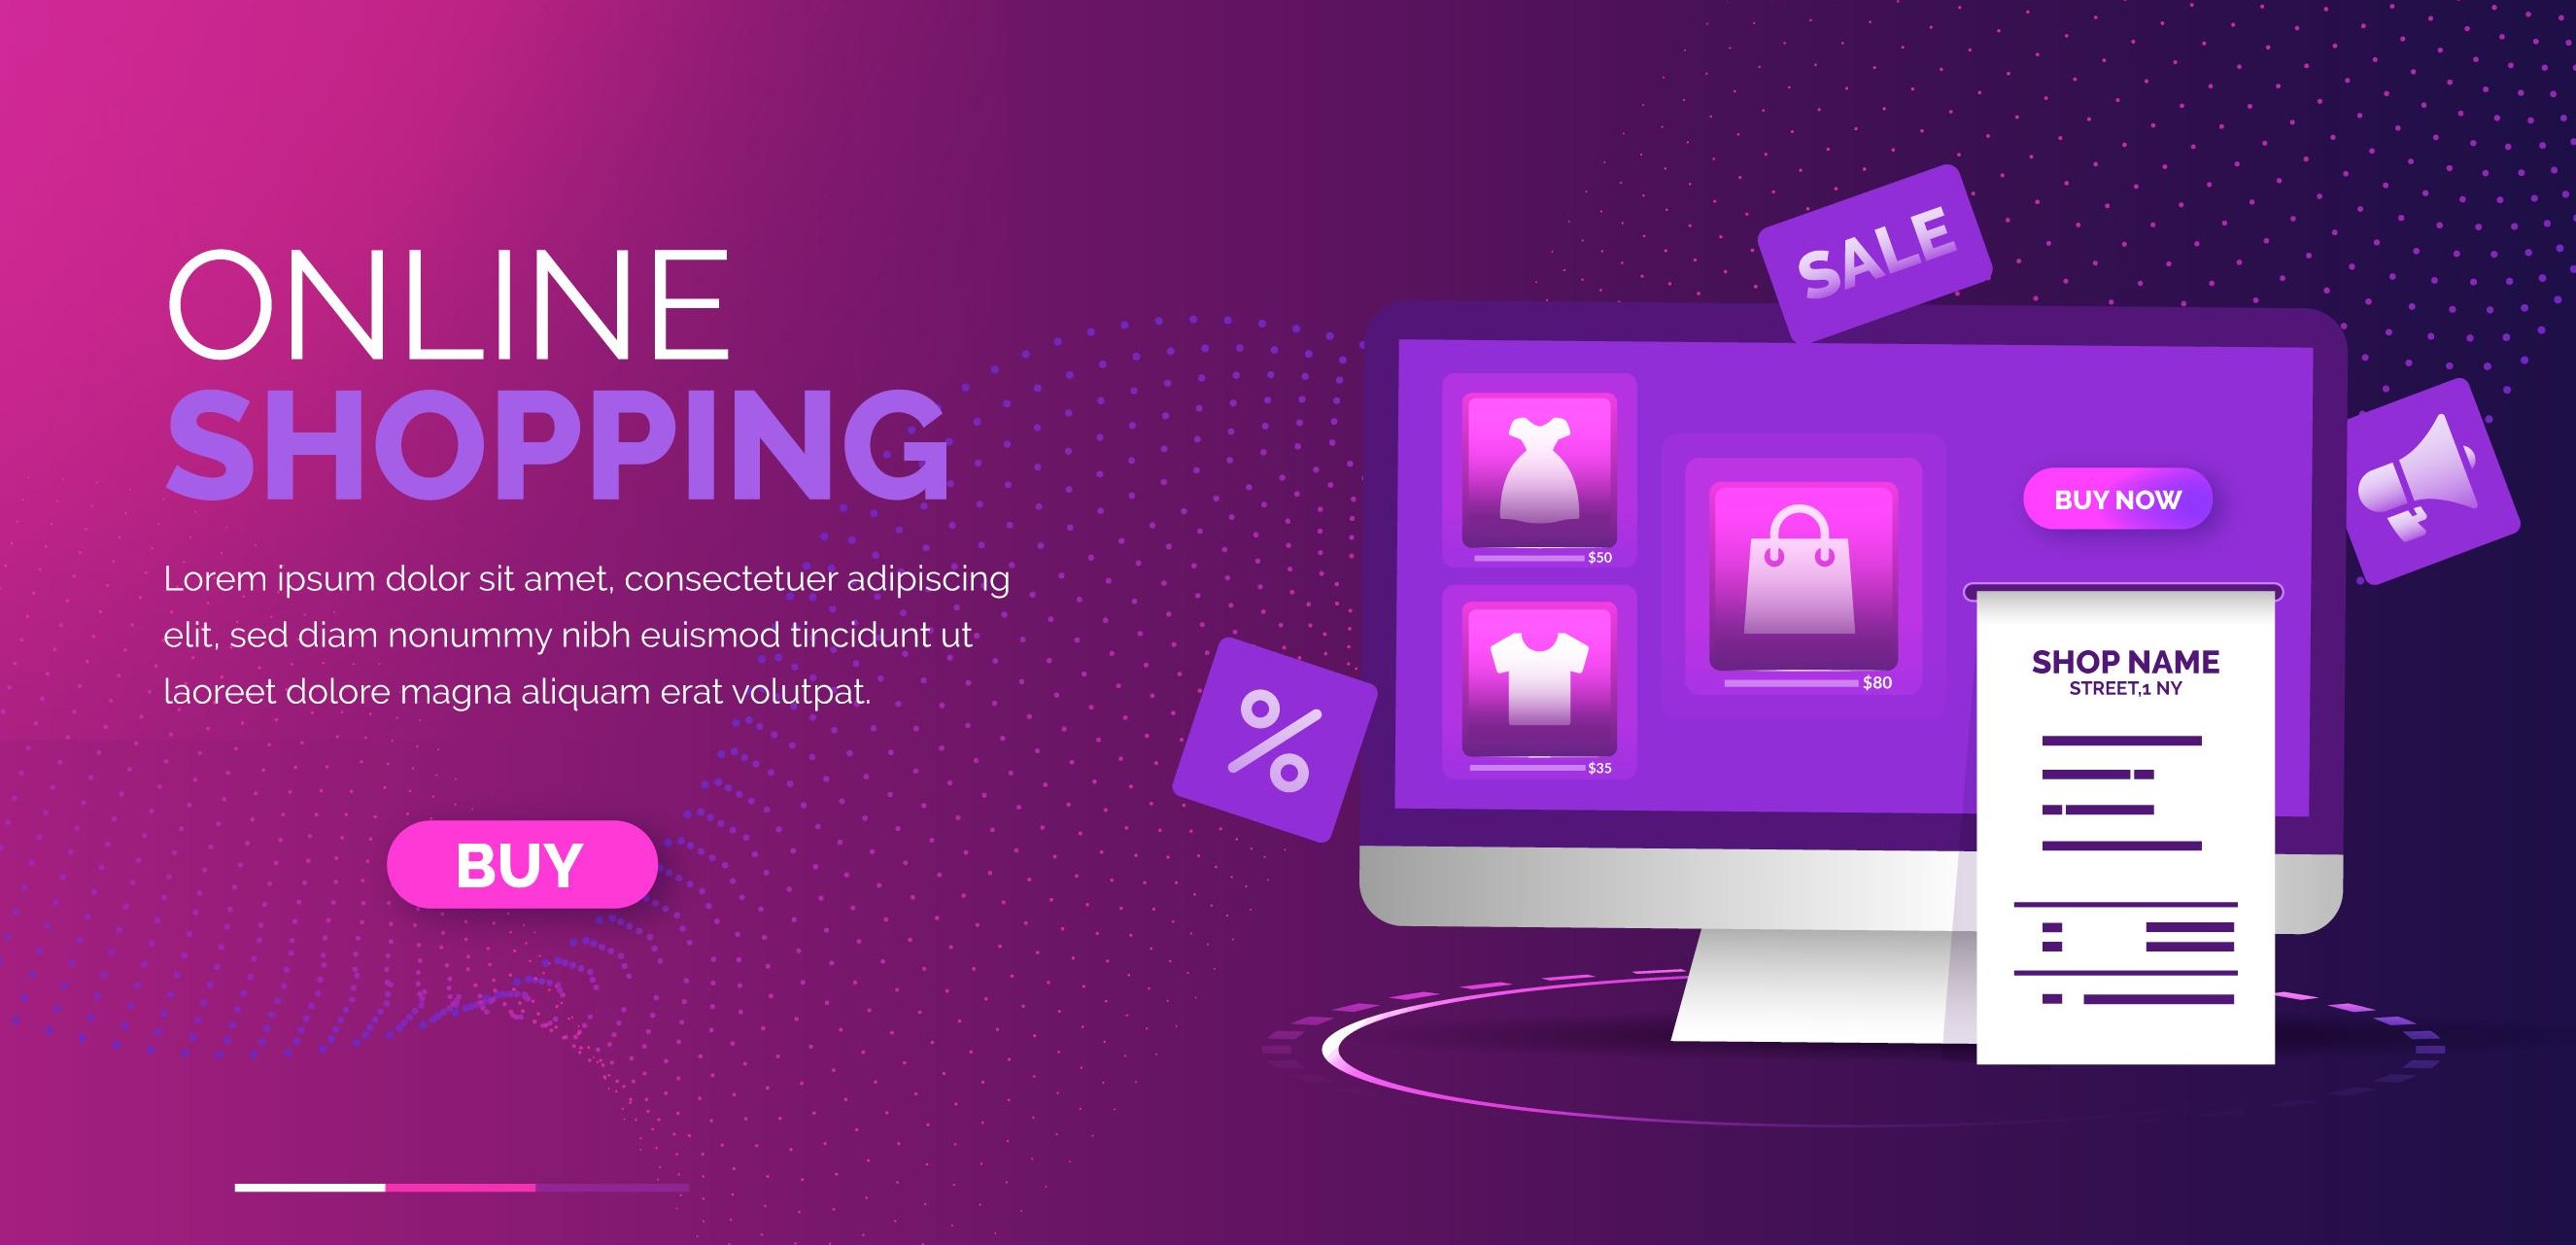 ONLINE
SHOPPING
Lorem ipsum dolor sit amet, consectetuer adipiscing
elit, sed diam nonummy nibh euismod tincidunt ut
laoreet dolore magna aliquam erat volutpat.
BUY
%
SALE
$50
$35
$80
BUY NOW
SHOP NAME
STREET,1 NY